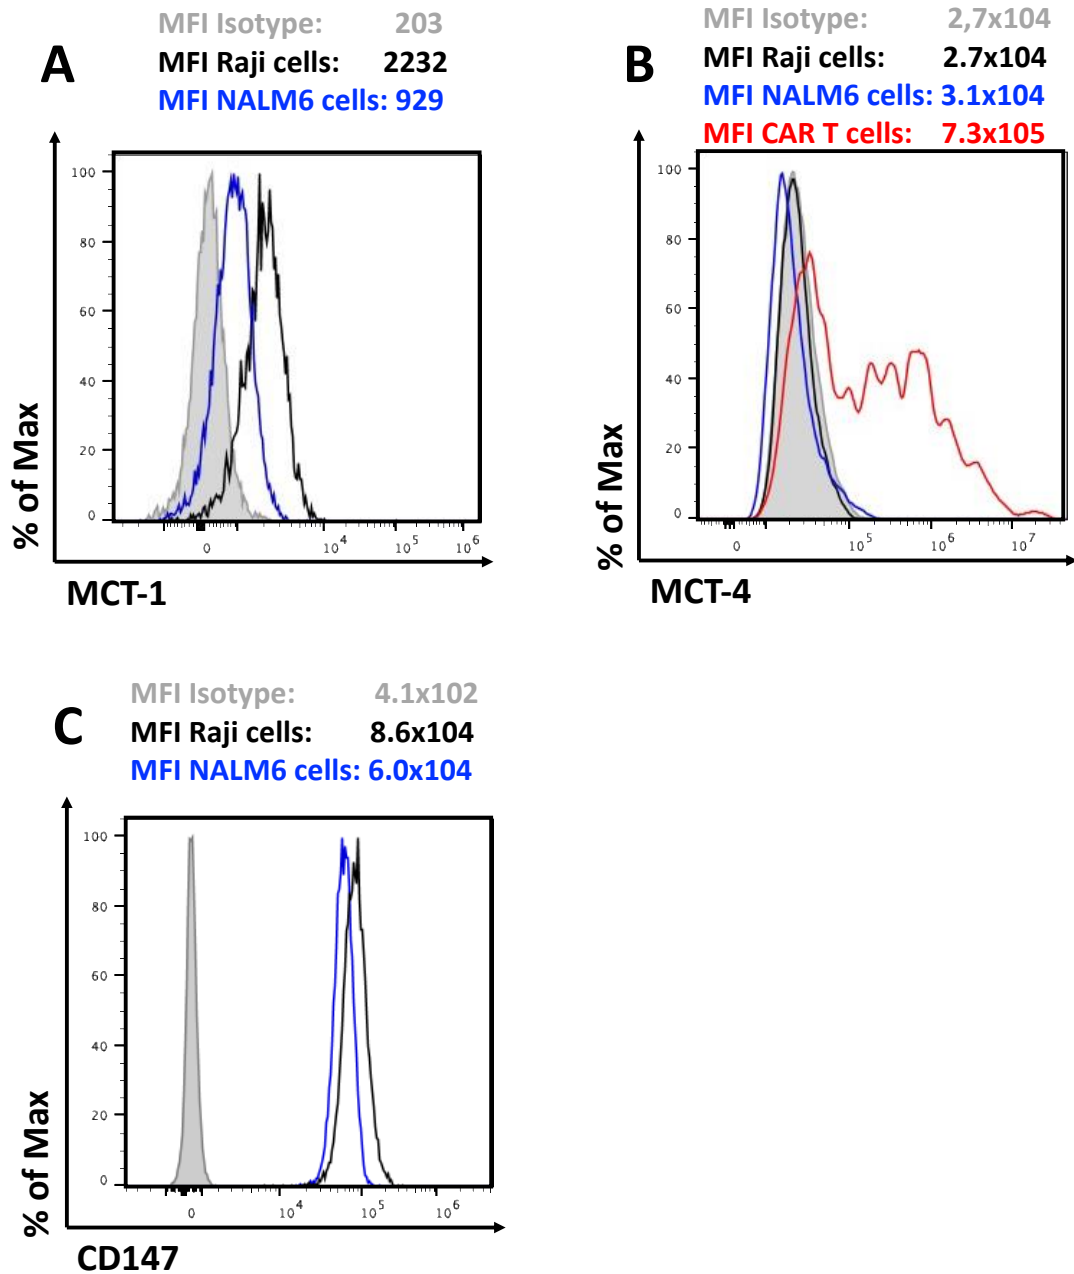 A
MFI Isotype: 203
MFI Raji cells: 2232
MFI NALM6 cells: 929
100
80
60
40
20
0
% of Max
0 10^4 10^5 10^6
MCT-1
B
MFI Isotype: 2,7x104
MFI Raji cells: 2.7x104
MFI NALM6 cells: 3.1x104
MFI CAR T cells: 7.3x105
100
80
60
40
20
0
% of Max
0 10^5 10^6 10^7
MCT-4
C
MFI Isotype: 4.1x102
MFI Raji cells: 8.6x104
MFI NALM6 cells: 6.0x104
100
80
60
40
20
0
% of Max
0 10^4 10^5 10^6
CD147